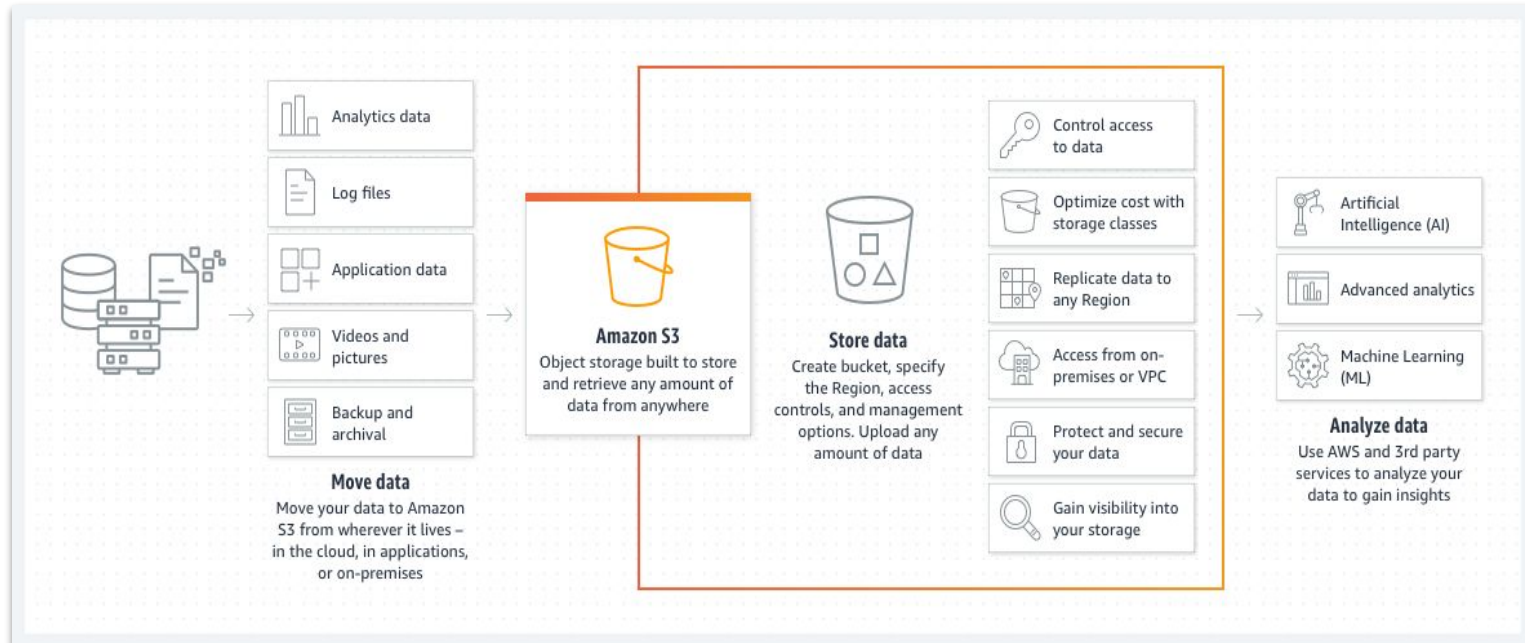 Analytics data
Log files
Application data
Videos and
pictures
Backup and
archival
Move data
Move your data to Amazon
S3 from wherever it lives –
in the cloud, in applications,
or on-premises
Amazon S3
Object storage built to store
and retrieve any amount of
data from anywhere
Store data
Create bucket, specify
the Region, access
controls, and management
options. Upload any
amount of data
Control access
to data
Optimize cost with
storage classes
Replicate data to
any Region
Access from on-
premises or VPC
Protect and secure
your data
Gain visibility into
your storage
Artificial
Intelligence (AI)
Advanced analytics
Machine Learning
(ML)
Analyze data
Use AWS and 3rd party
services to analyze your
data to gain insights